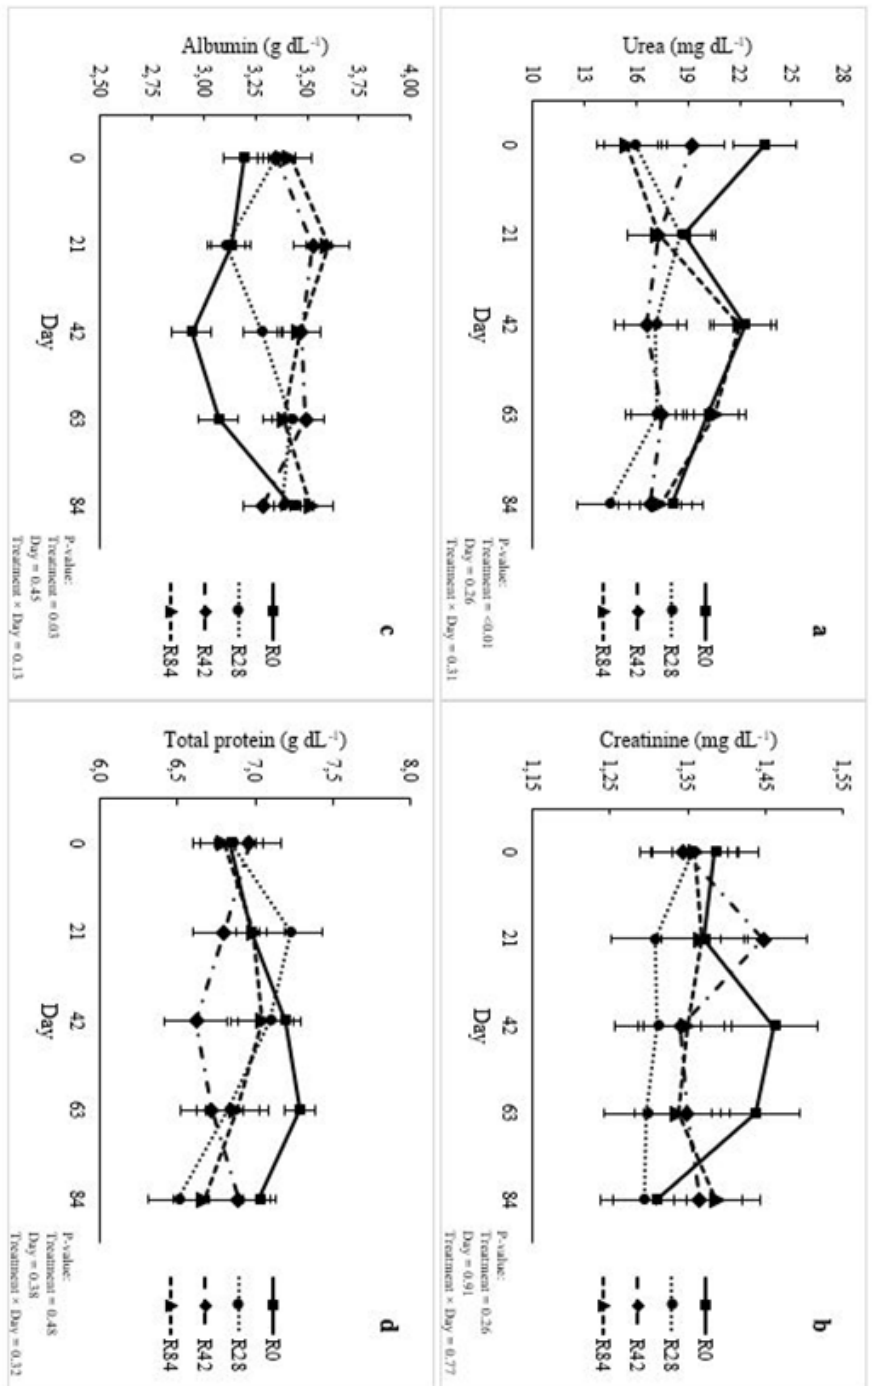 a
Urea (mg dL⁻¹)
28
25
22
19
16
13
10
0
21
42
63
84
Day
R0
R28
R42
R84
P-value:
Treatment = <0.01
Day = 0.26
Treatment × Day = 0.31
b
Creatinine (mg dL⁻¹)
1,55
1,45
1,35
1,25
1,15
0
21
42
63
84
Day
R0
R28
R42
R84
P-value:
Treatment = 0.26
Day = 0.91
Treatment × Day = 0.77
c
Albumin (g dL⁻¹)
4,00
3,75
3,50
3,25
3,00
2,75
2,50
0
21
42
63
84
Day
R0
R28
R42
R84
P-value:
Treatment = 0.03
Day = 0.45
Treatment × Day = 0.13
d
Total protein (g dL⁻¹)
8,0
7,5
7,0
6,5
6,0
0
21
42
63
84
Day
R0
R28
R42
R84
P-value:
Treatment = 0.48
Day = 0.38
Treatment × Day = 0.32